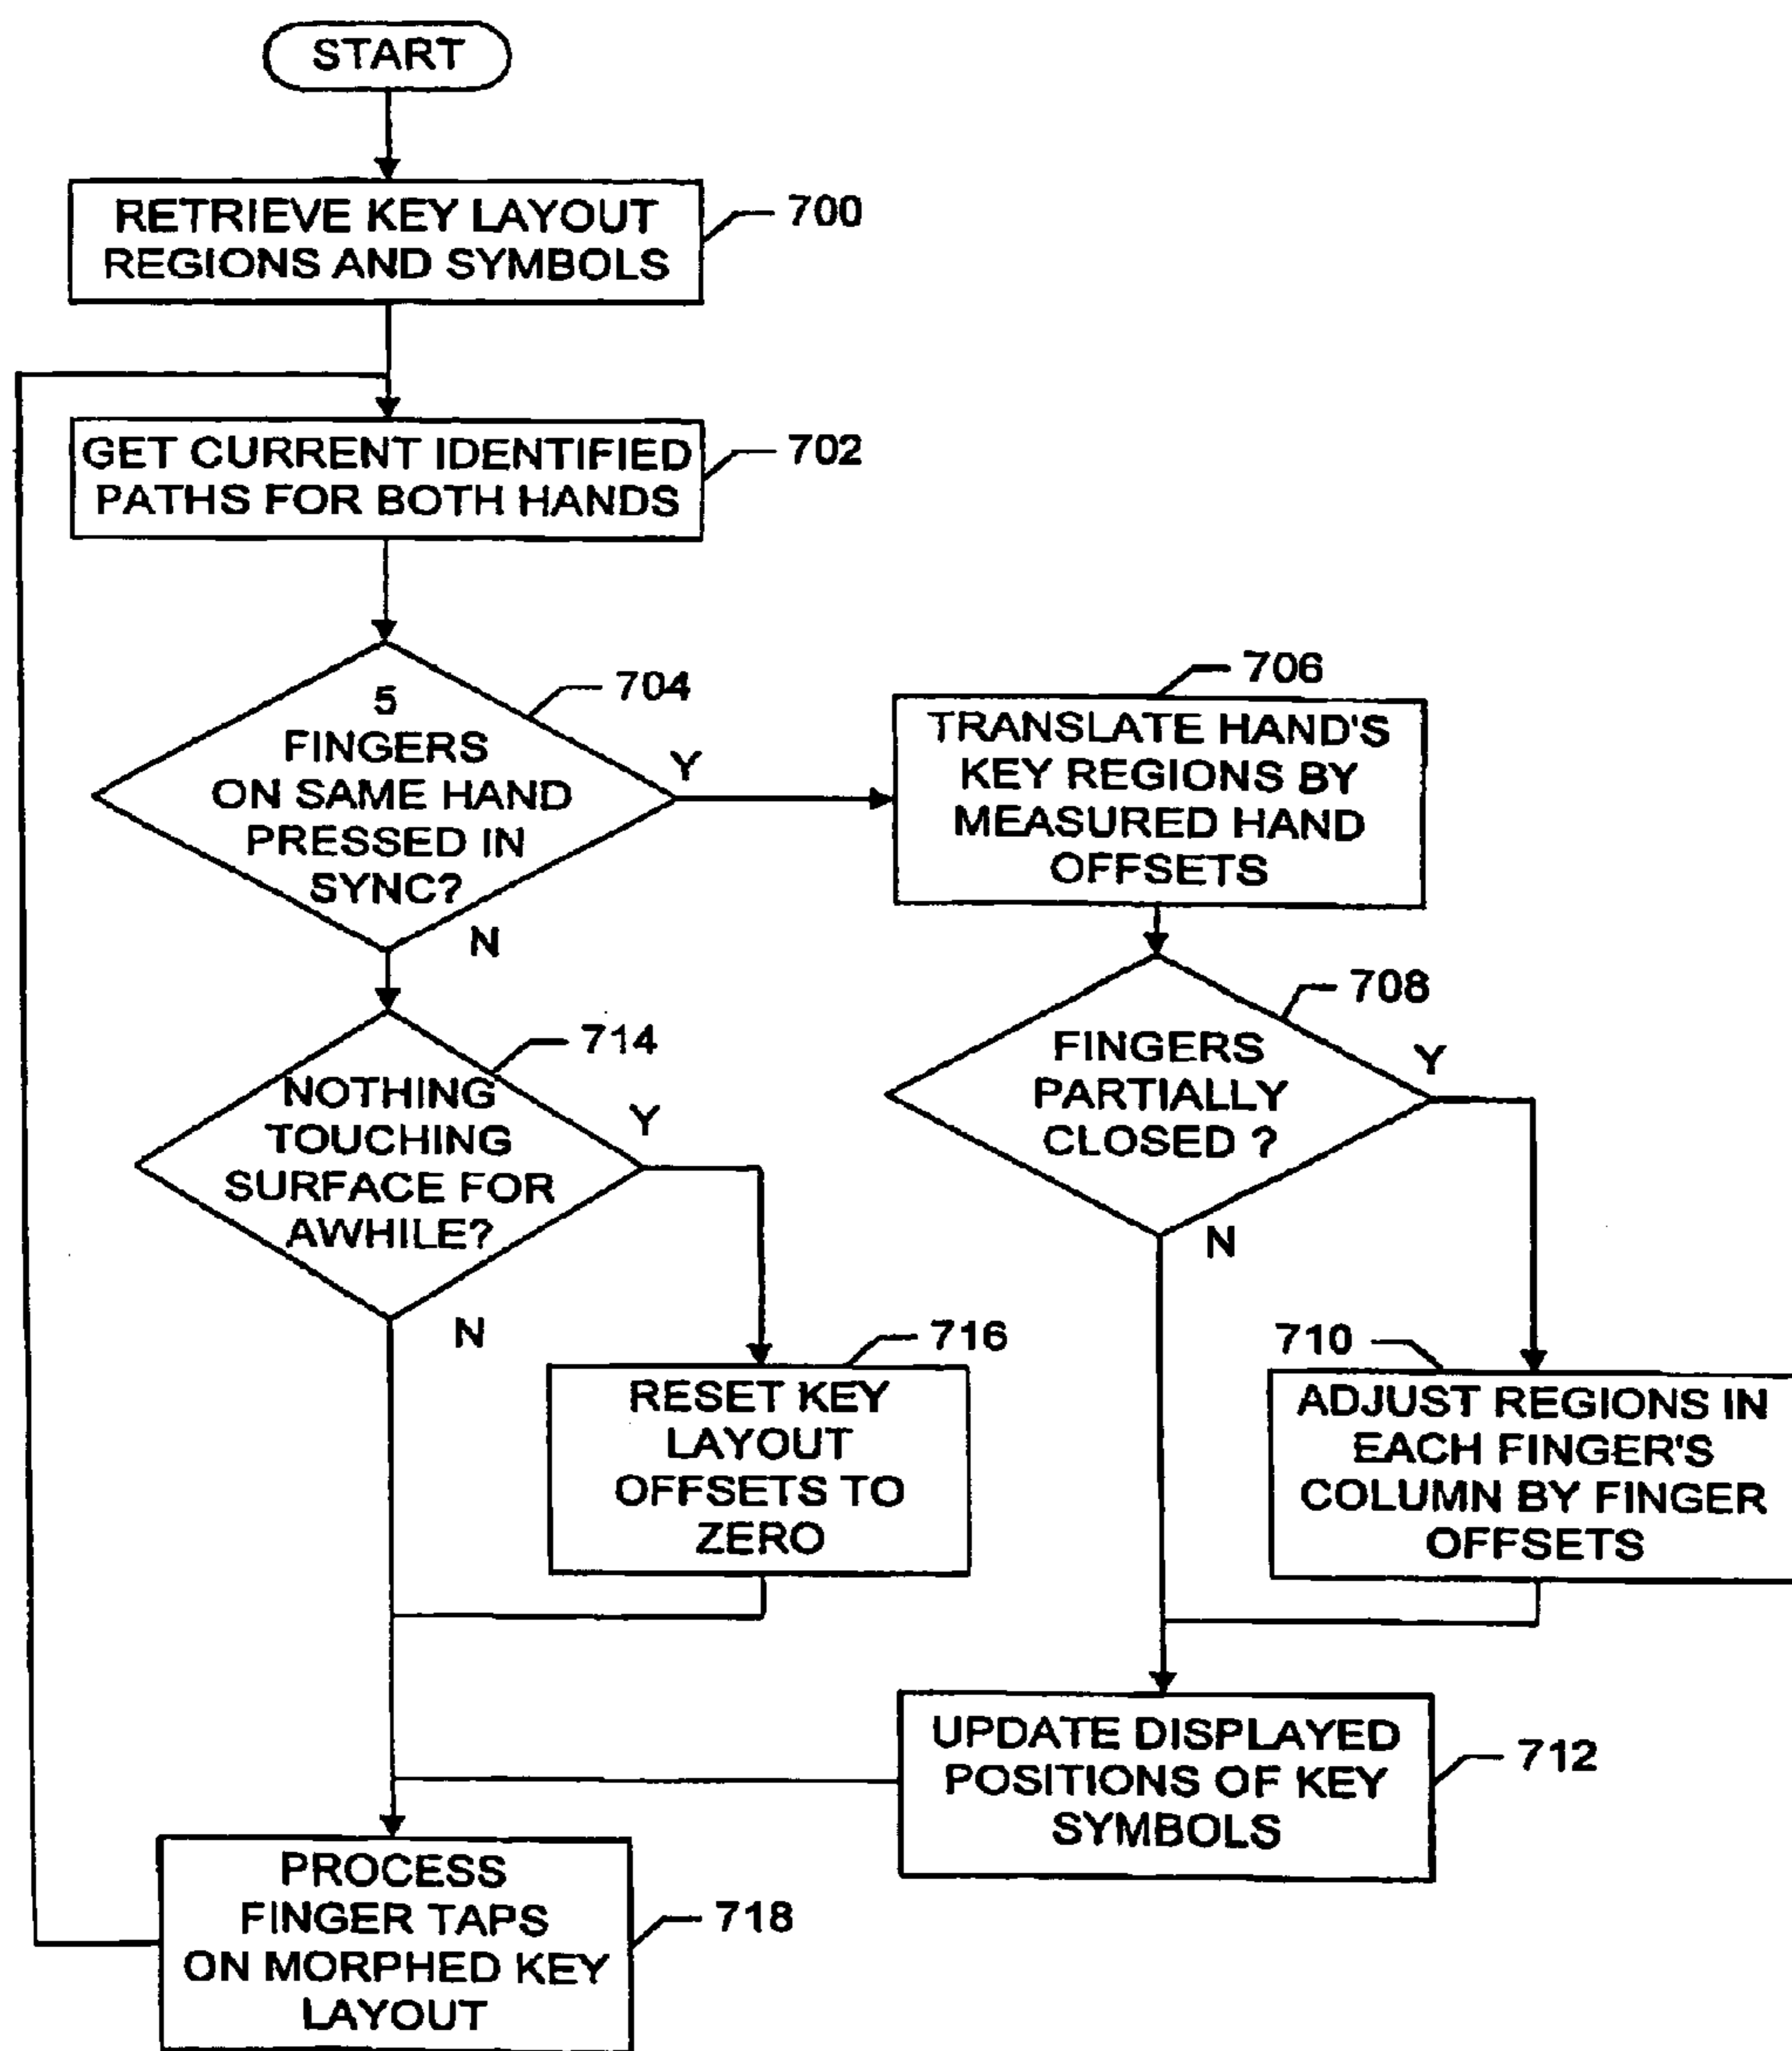 START
RETRIEVE KEY LAYOUT
REGIONS AND SYMBOLS
700
GET CURRENT IDENTIFIED
PATHS FOR BOTH HANDS
702
5
FINGERS
ON SAME HAND
PRESSED IN
SYNC?
704
Y
N
706
TRANSLATE HAND'S
KEY REGIONS BY
MEASURED HAND
OFFSETS
708
FINGERS
PARTIALLY
CLOSED ?
Y
N
714
NOTHING
TOUCHING
SURFACE FOR
AWHILE?
Y
N
716
RESET KEY
LAYOUT
OFFSETS TO
ZERO
710
ADJUST REGIONS IN
EACH FINGER'S
COLUMN BY FINGER
OFFSETS
UPDATE DISPLAYED
POSITIONS OF KEY
SYMBOLS
712
PROCESS
FINGER TAPS
ON MORPHED KEY
LAYOUT
718